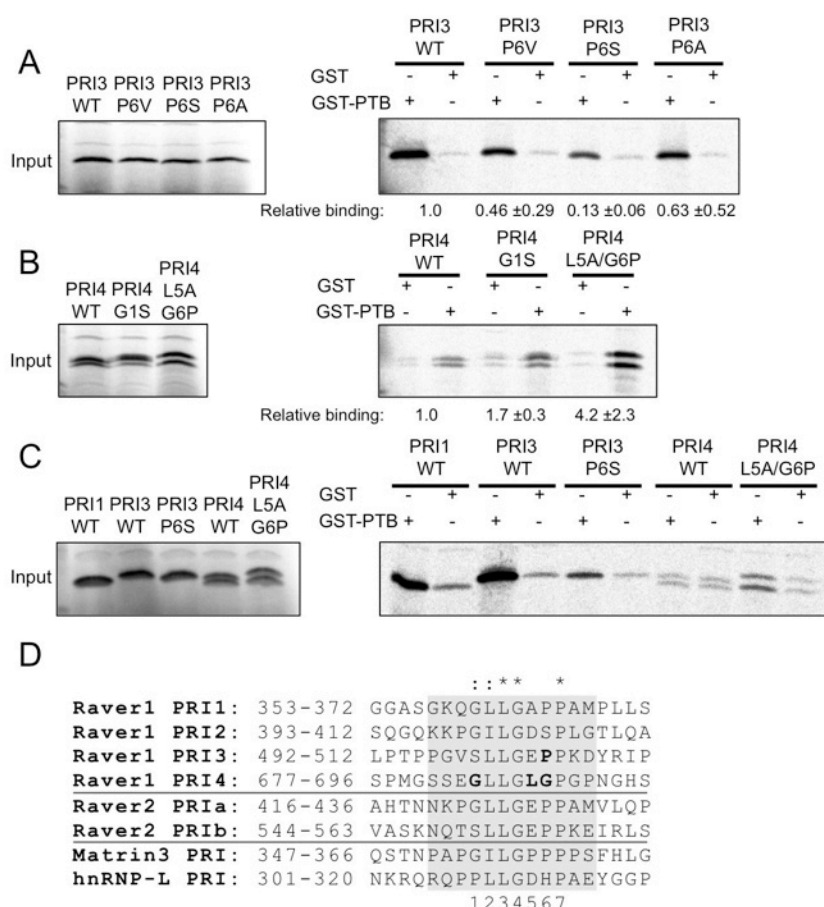 A
PRI3 PRI3 PRI3 PRI3
WT P6V P6S P6A
Input
PRI3 PRI3 PRI3 PRI3
WT P6V P6S P6A
GST - + - + - + - +
GST-PTB + - + - + - + -
Relative binding: 1.0 0.46 ±0.29 0.13 ±0.06 0.63 ±0.52
B
PRI4 PRI4 PRI4
WT G1S L5A
G6P
Input
PRI4 PRI4 PRI4
WT G1S L5A/G6P
GST + - + - + -
GST-PTB - + - + - +
Relative binding: 1.0 1.7 ±0.3 4.2 ±2.3
C
PRI1 PRI3 PRI3 PRI4 PRI4
WT WT P6S WT L5A
G6P
Input
PRI1 PRI3 PRI3 PRI4 PRI4
WT WT P6S WT L5A/G6P
GST - + - + - + - + - +
GST-PTB + - + - + - + - + -
D
: : * * *
Raver1 PRI1: 353-372 GGASGKQGLLGAPPAMPLLS
Raver1 PRI2: 393-412 SQGQKKPGILGDSPLGTLQA
Raver1 PRI3: 492-512 LPTPPGVSLLGEPPKDYRIP
Raver1 PRI4: 677-696 SPMGSSEGLLGLGPGPNGHS
Raver2 PRIa: 416-436 AHTNNKPGLLGEPPAMVLQP
Raver2 PRIb: 544-563 VASKNQTSLLGEPPKEIRLS
Matrin3 PRI: 347-366 QSTNPAPGILGPPPPSFHLG
hnRNP-L PRI: 301-320 NKRQRQPPLLGDHPAEYGGP
1234567